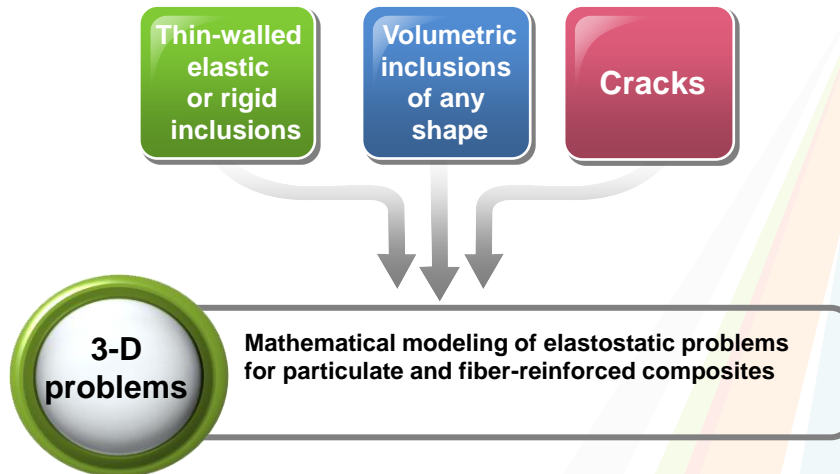 Thin-walled
elastic
or rigid
inclusions
Volumetric
inclusions
of any
shape
Cracks
3-D
problems
Mathematical modeling of elastostatic problems
for particulate and fiber-reinforced composites